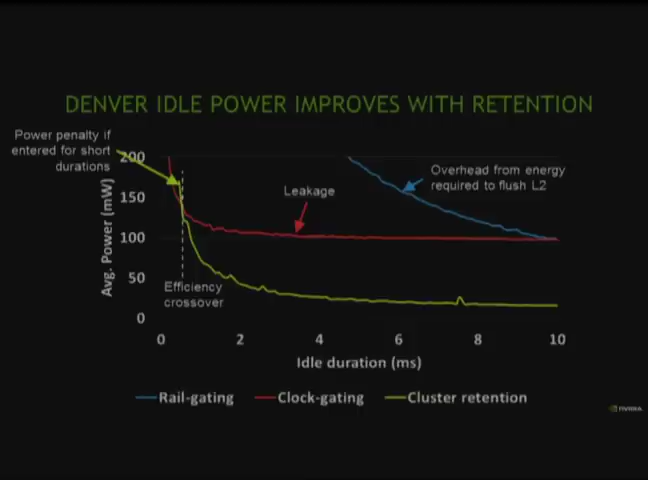 DENVER IDLE POWER IMPROVES WITH RETENTION
Power penalty if
entered for short
durations
200
150
100
50
0
Avg. Power (mW)
Leakage
Overhead from energy
required to flush L2
Efficiency
crossover
0 2 4 6 8 10
Idle duration (ms)
Rail-gating Clock-gating Cluster retention
NVIDIA.